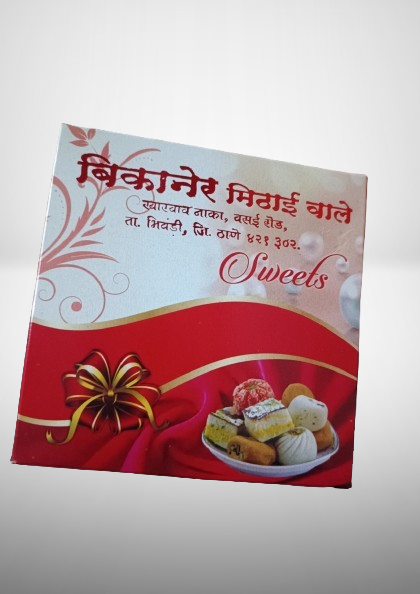 बिकानेर मिठाई वाले
खारबाव नाका, वसई रोड,
ता. भिवंडी, जि. ठाणे ४२१ ३०२.
Sweets